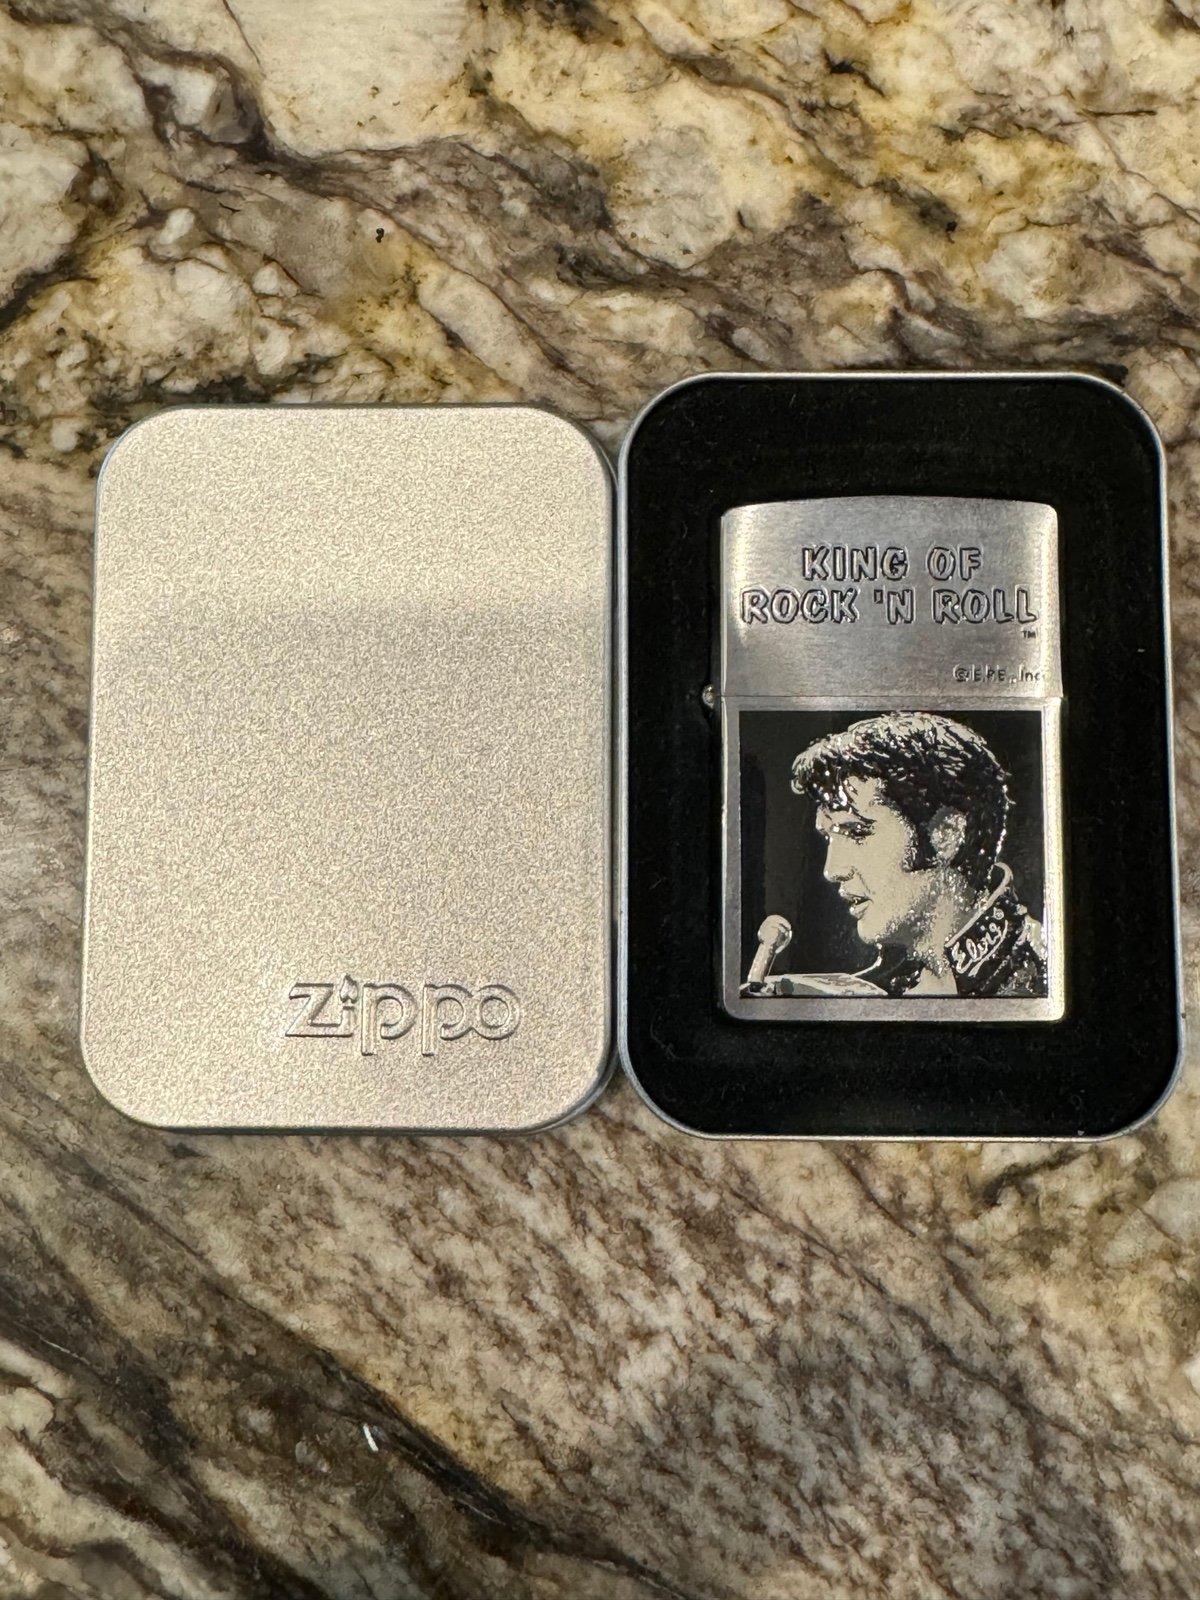 zippo
KING OF
ROCK 'N ROLL
™
© E.P.E., Inc
Elvis®